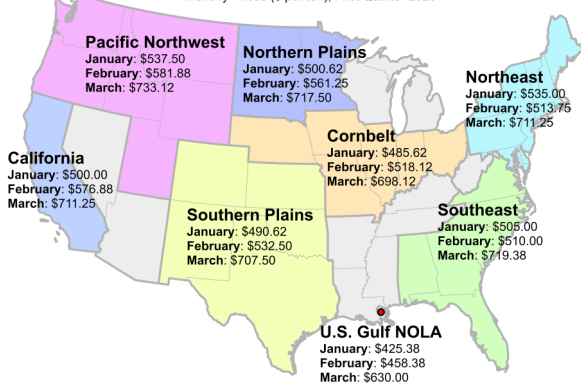 Pacific Northwest
January: $537.50
February: $581.88
March: $733.12
Northern Plains
January: $500.62
February: $561.25
March: $717.50
Northeast
January: $535.00
February: $513.75
March: $711.25
Cornbelt
January: $485.62
February: $518.12
March: $698.12
California
January: $500.00
February: $576.88
March: $711.25
Southern Plains
January: $490.62
February: $532.50
March: $707.50
Southeast
January: $505.00
February: $510.00
March: $719.38
U.S. Gulf NOLA
January: $425.38
February: $458.38
March: $630.00